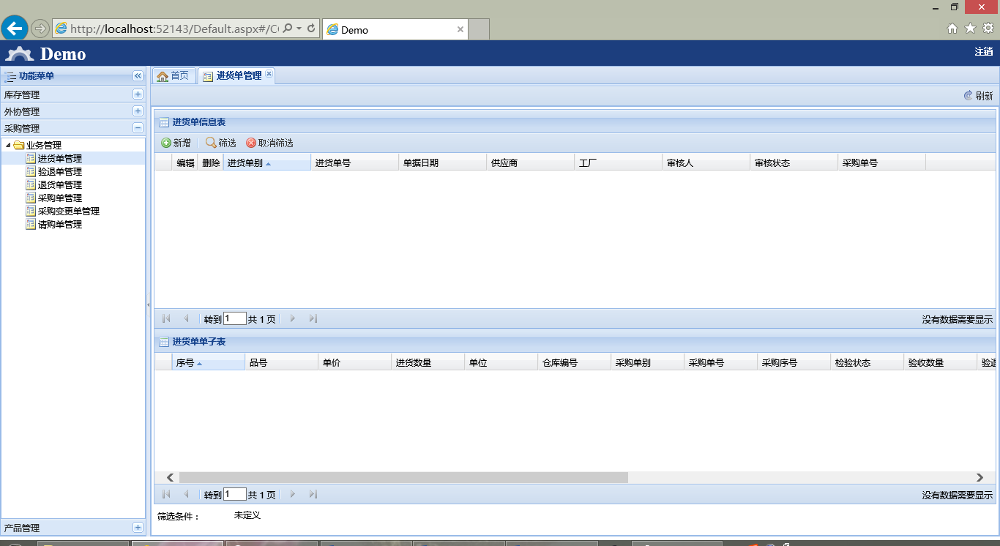 http://localhost:52143/Default.aspx#/C
Demo
Demo
注销
功能菜单
首页
进货单管理
库存管理
刷新
外协管理
采购管理
业务管理
进货单管理
验退单管理
退货单管理
采购单管理
采购变更单管理
请购单管理
产品管理
进货单信息表
新增 筛选 取消筛选
编辑 删除 进货单别 进货单号 单据日期 供应商 工厂 审核人 审核状态 采购单号
转到 1 共 1 页 没有数据需要显示
进货单单子表
序号 品号 单价 进货数量 单位 仓库编号 采购单别 采购单号 采购序号 检验状态 验收数量 验退
转到 1 共 1 页 没有数据需要显示
筛选条件： 未定义